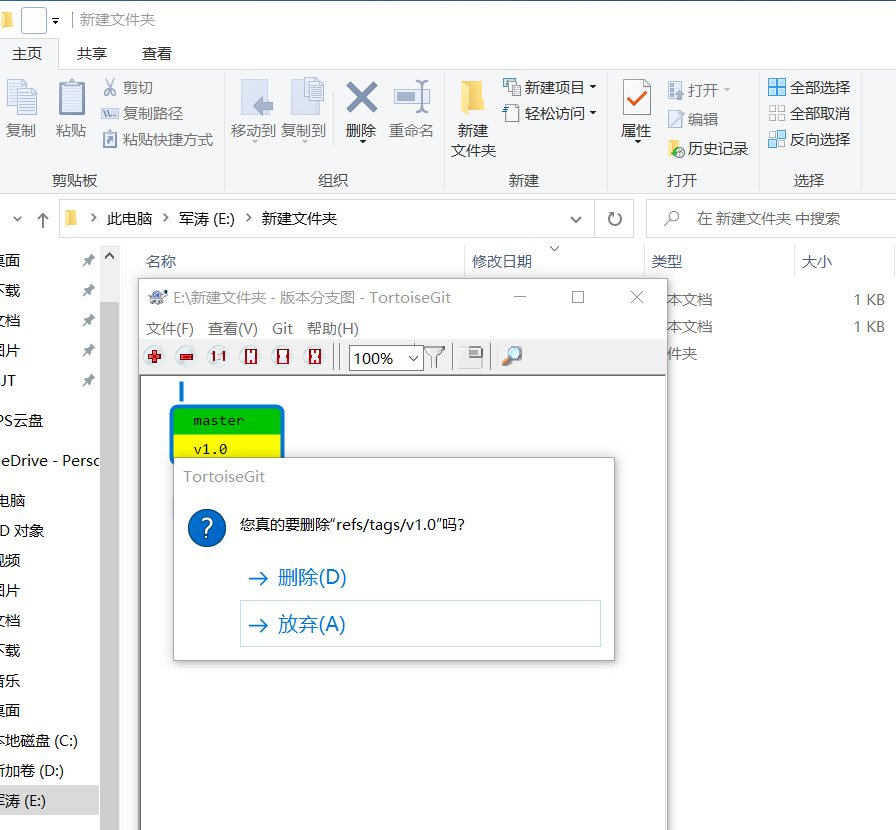 新建文件夹
主页 共享 查看
复制
粘贴
剪切
复制路径
粘贴快捷方式
剪贴板
移动到
复制到
删除
重命名
组织
新建
文件夹
新建项目
轻松访问
新建
属性
打开
编辑
历史记录
打开
全部选择
全部取消
反向选择
选择
此电脑 军涛 (E:) 新建文件夹
在 新建文件夹 中搜索
名称 修改日期 类型 大小
桌面
下载
文档
图片
JT
PS云盘
neDrive - Persc
电脑
D 对象
视频
图片
文档
下载
音乐
桌面
本地磁盘 (C:)
新加卷 (D:)
军涛 (E:)
本文档 1 KB
本文档 1 KB
件夹
E:\新建文件夹 - 版本分支图 - TortoiseGit
文件(F) 查看(V) Git 帮助(H)
1:1
100%
master
v1.0
TortoiseGit
您真的要删除“refs/tags/v1.0”吗?
删除(D)
放弃(A)